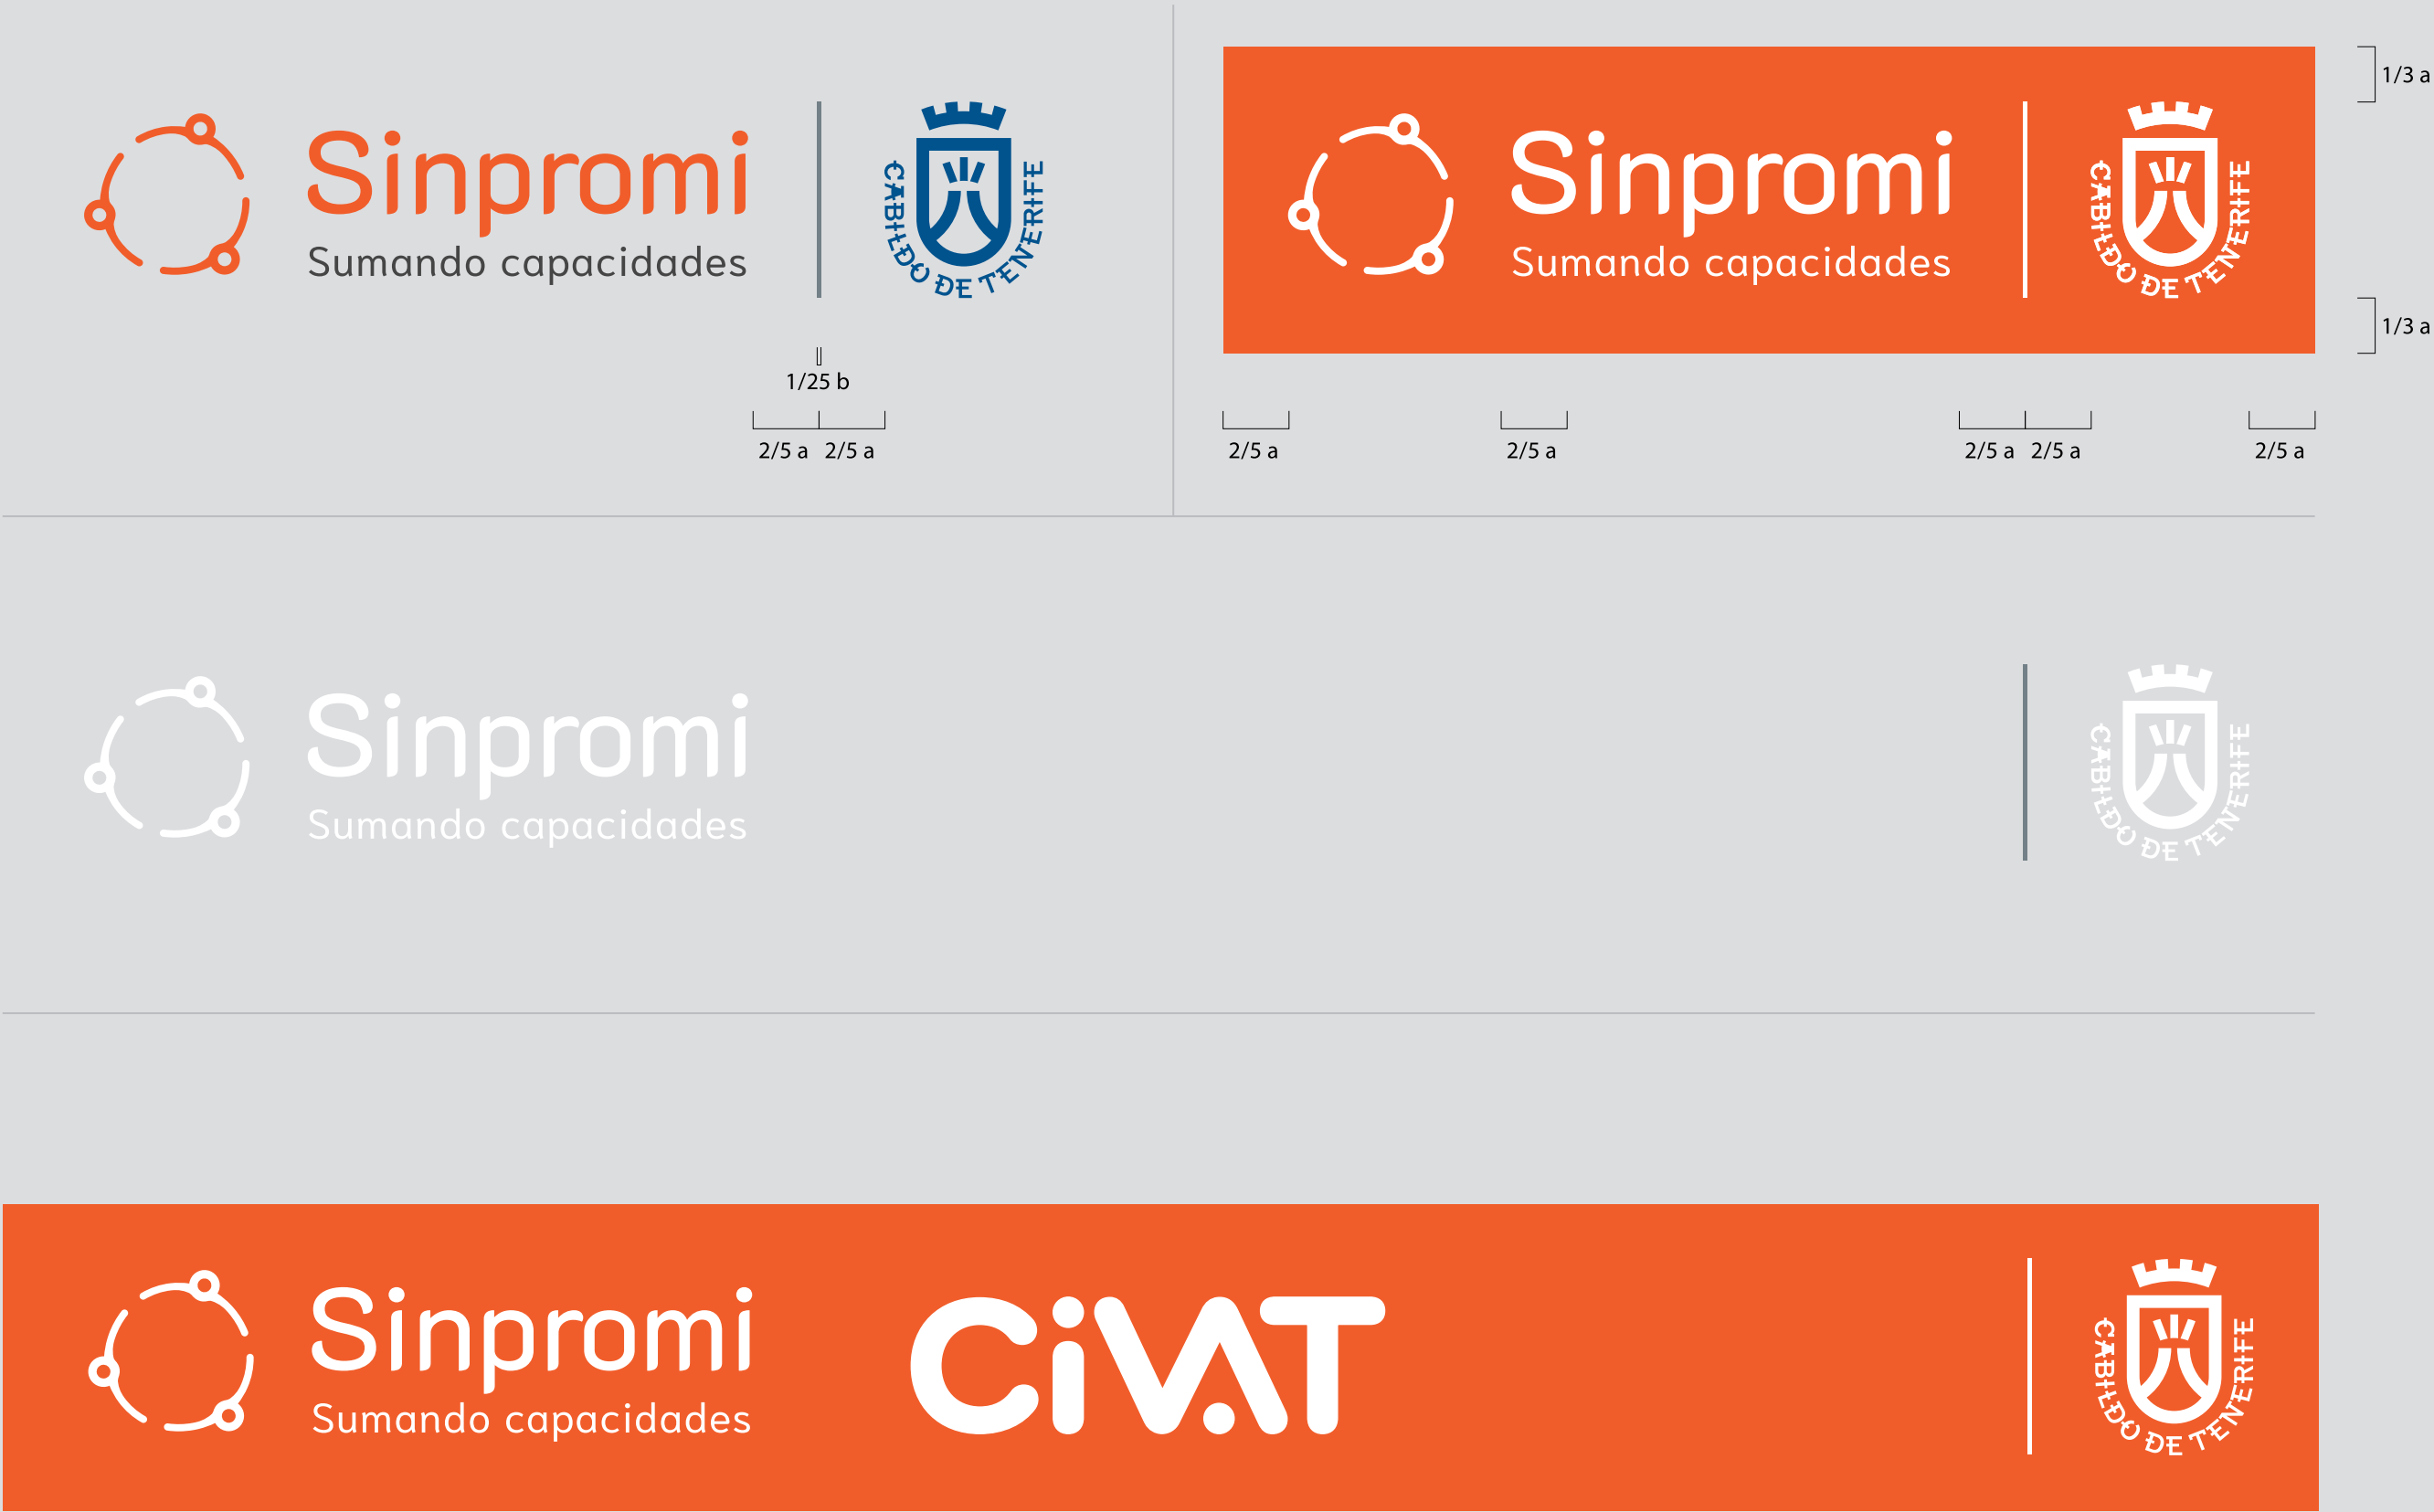 Sinpromi
Sumando capacidades
CABILDO DE TENERIFE
1/25 b
2/5 a 2/5 a
Sinpromi
Sumando capacidades
CABILDO DE TENERIFE
1/3 a
1/3 a
2/5 a 2/5 a 2/5 a 2/5 a 2/5 a
Sinpromi
Sumando capacidades
CABILDO DE TENERIFE
Sinpromi
Sumando capacidades
CiVAT
CABILDO DE TENERIFE